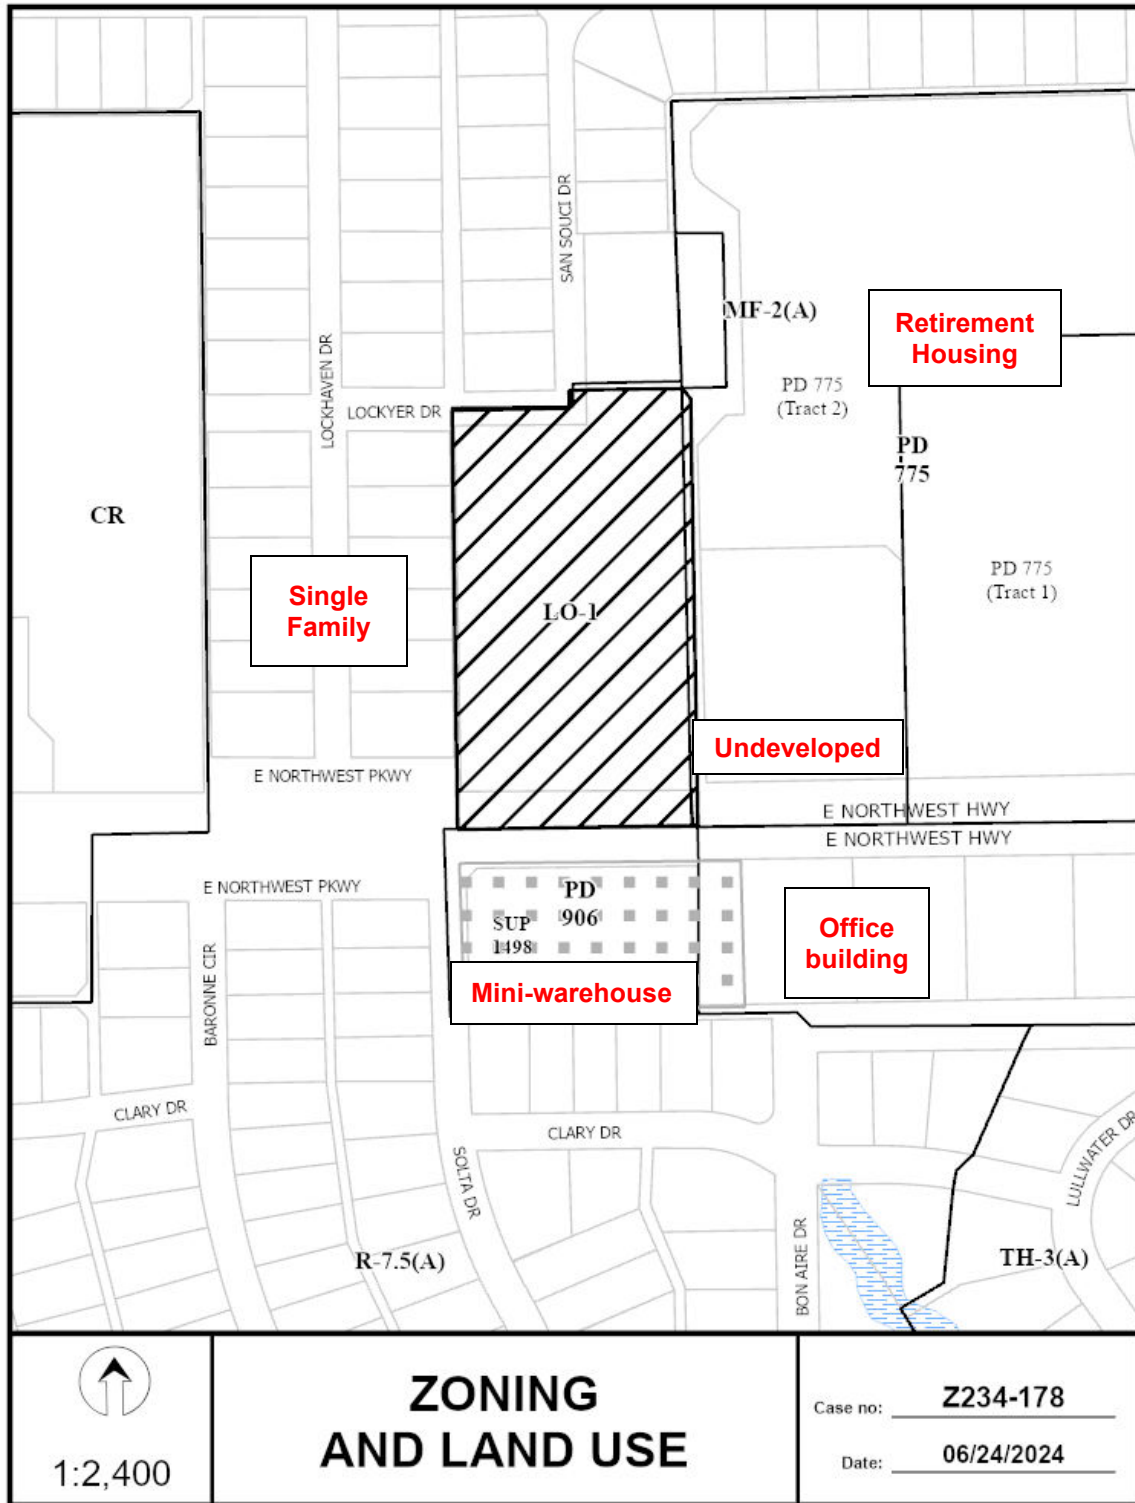 SAN SOUCI DR
MF-2(A)
Retirement
Housing
PD 775
(Tract 2)
LOCKHAVEN DR
LOCKYER DR
PD
775
CR
PD 775
(Tract 1)
Single
Family
LO-1
Undeveloped
E NORTHWEST PKWY
E NORTHWEST HWY
E NORTHWEST HWY
E NORTHWEST PKWY
PD
906
SUP
1498
Office
building
Mini-warehouse
BARONNE CIR
CLARY DR
CLARY DR
SOLTA DR
LULLWATER DR
BON AIRE DR
R-7.5(A)
TH-3(A)
1:2,400
ZONING
AND LAND USE
Case no: Z234-178
Date: 06/24/2024